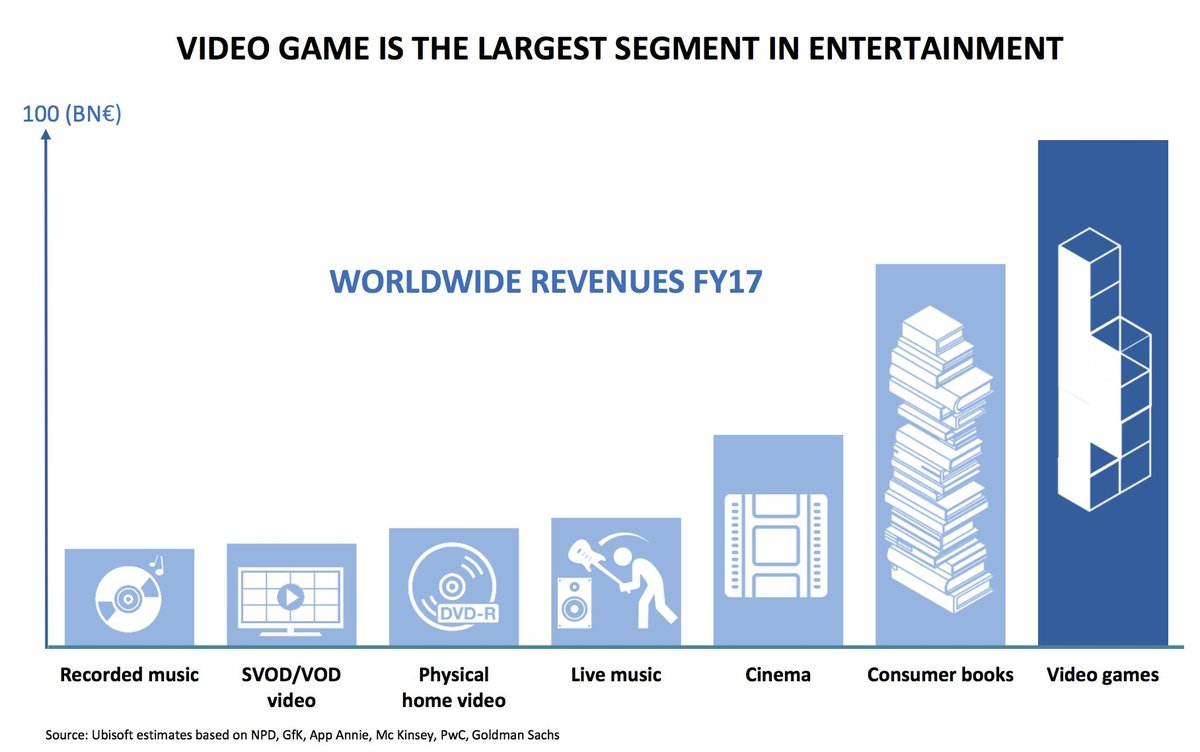 VIDEO GAME IS THE LARGEST SEGMENT IN ENTERTAINMENT
100 (BN€)
WORLDWIDE REVENUES FY17
DVD-R
Recorded music
SVOD/VOD
video
Physical
home video
Live music
Cinema
Consumer books
Video games
Source: Ubisoft estimates based on NPD, GfK, App Annie, Mc Kinsey, PwC, Goldman Sachs